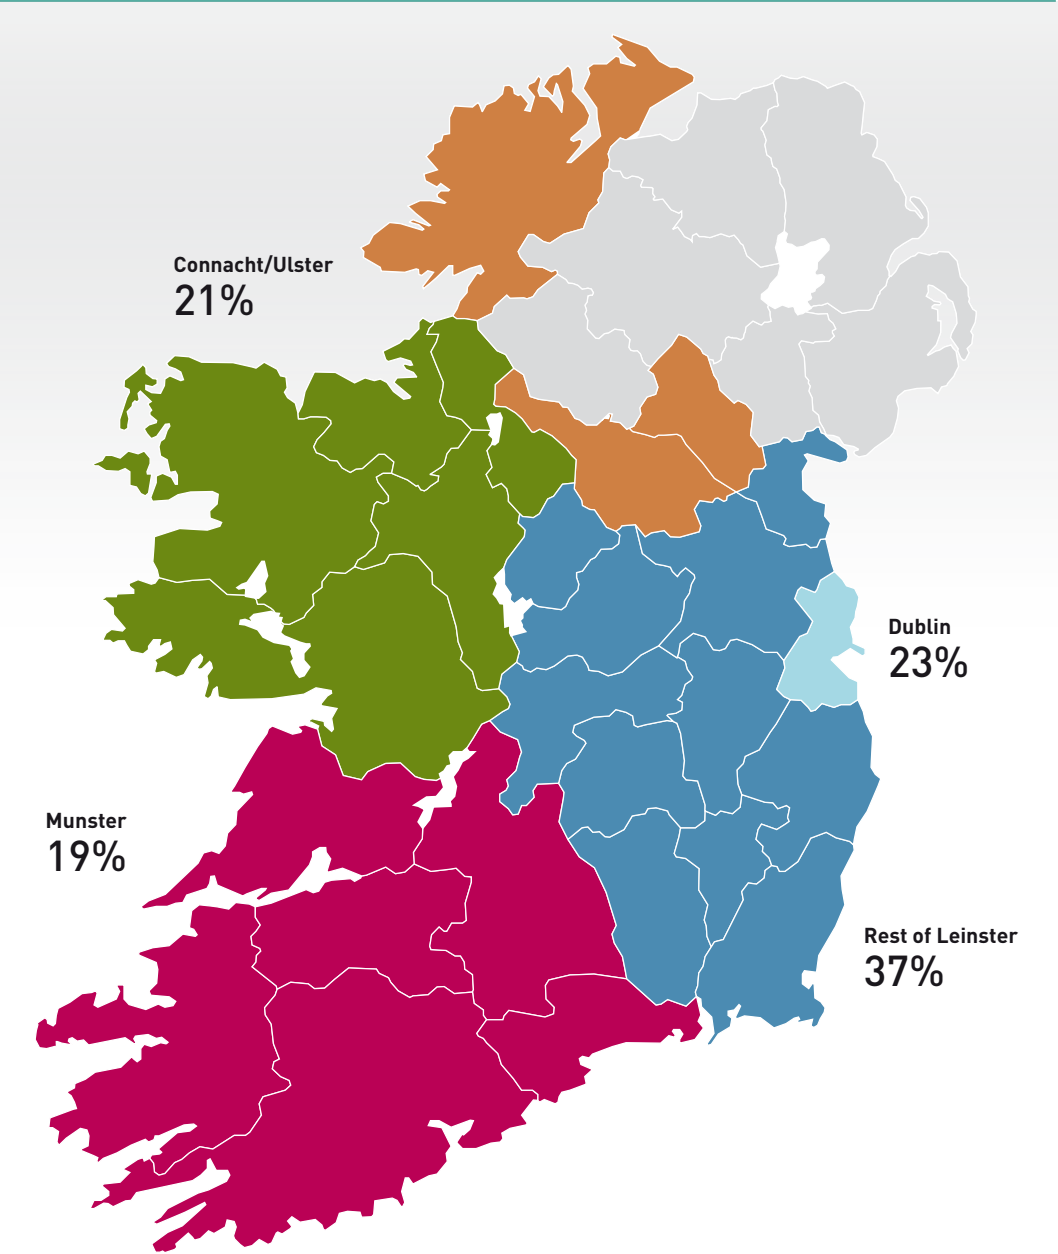 Connacht/Ulster
21%
Dublin
23%
Munster
19%
Rest of Leinster
37%